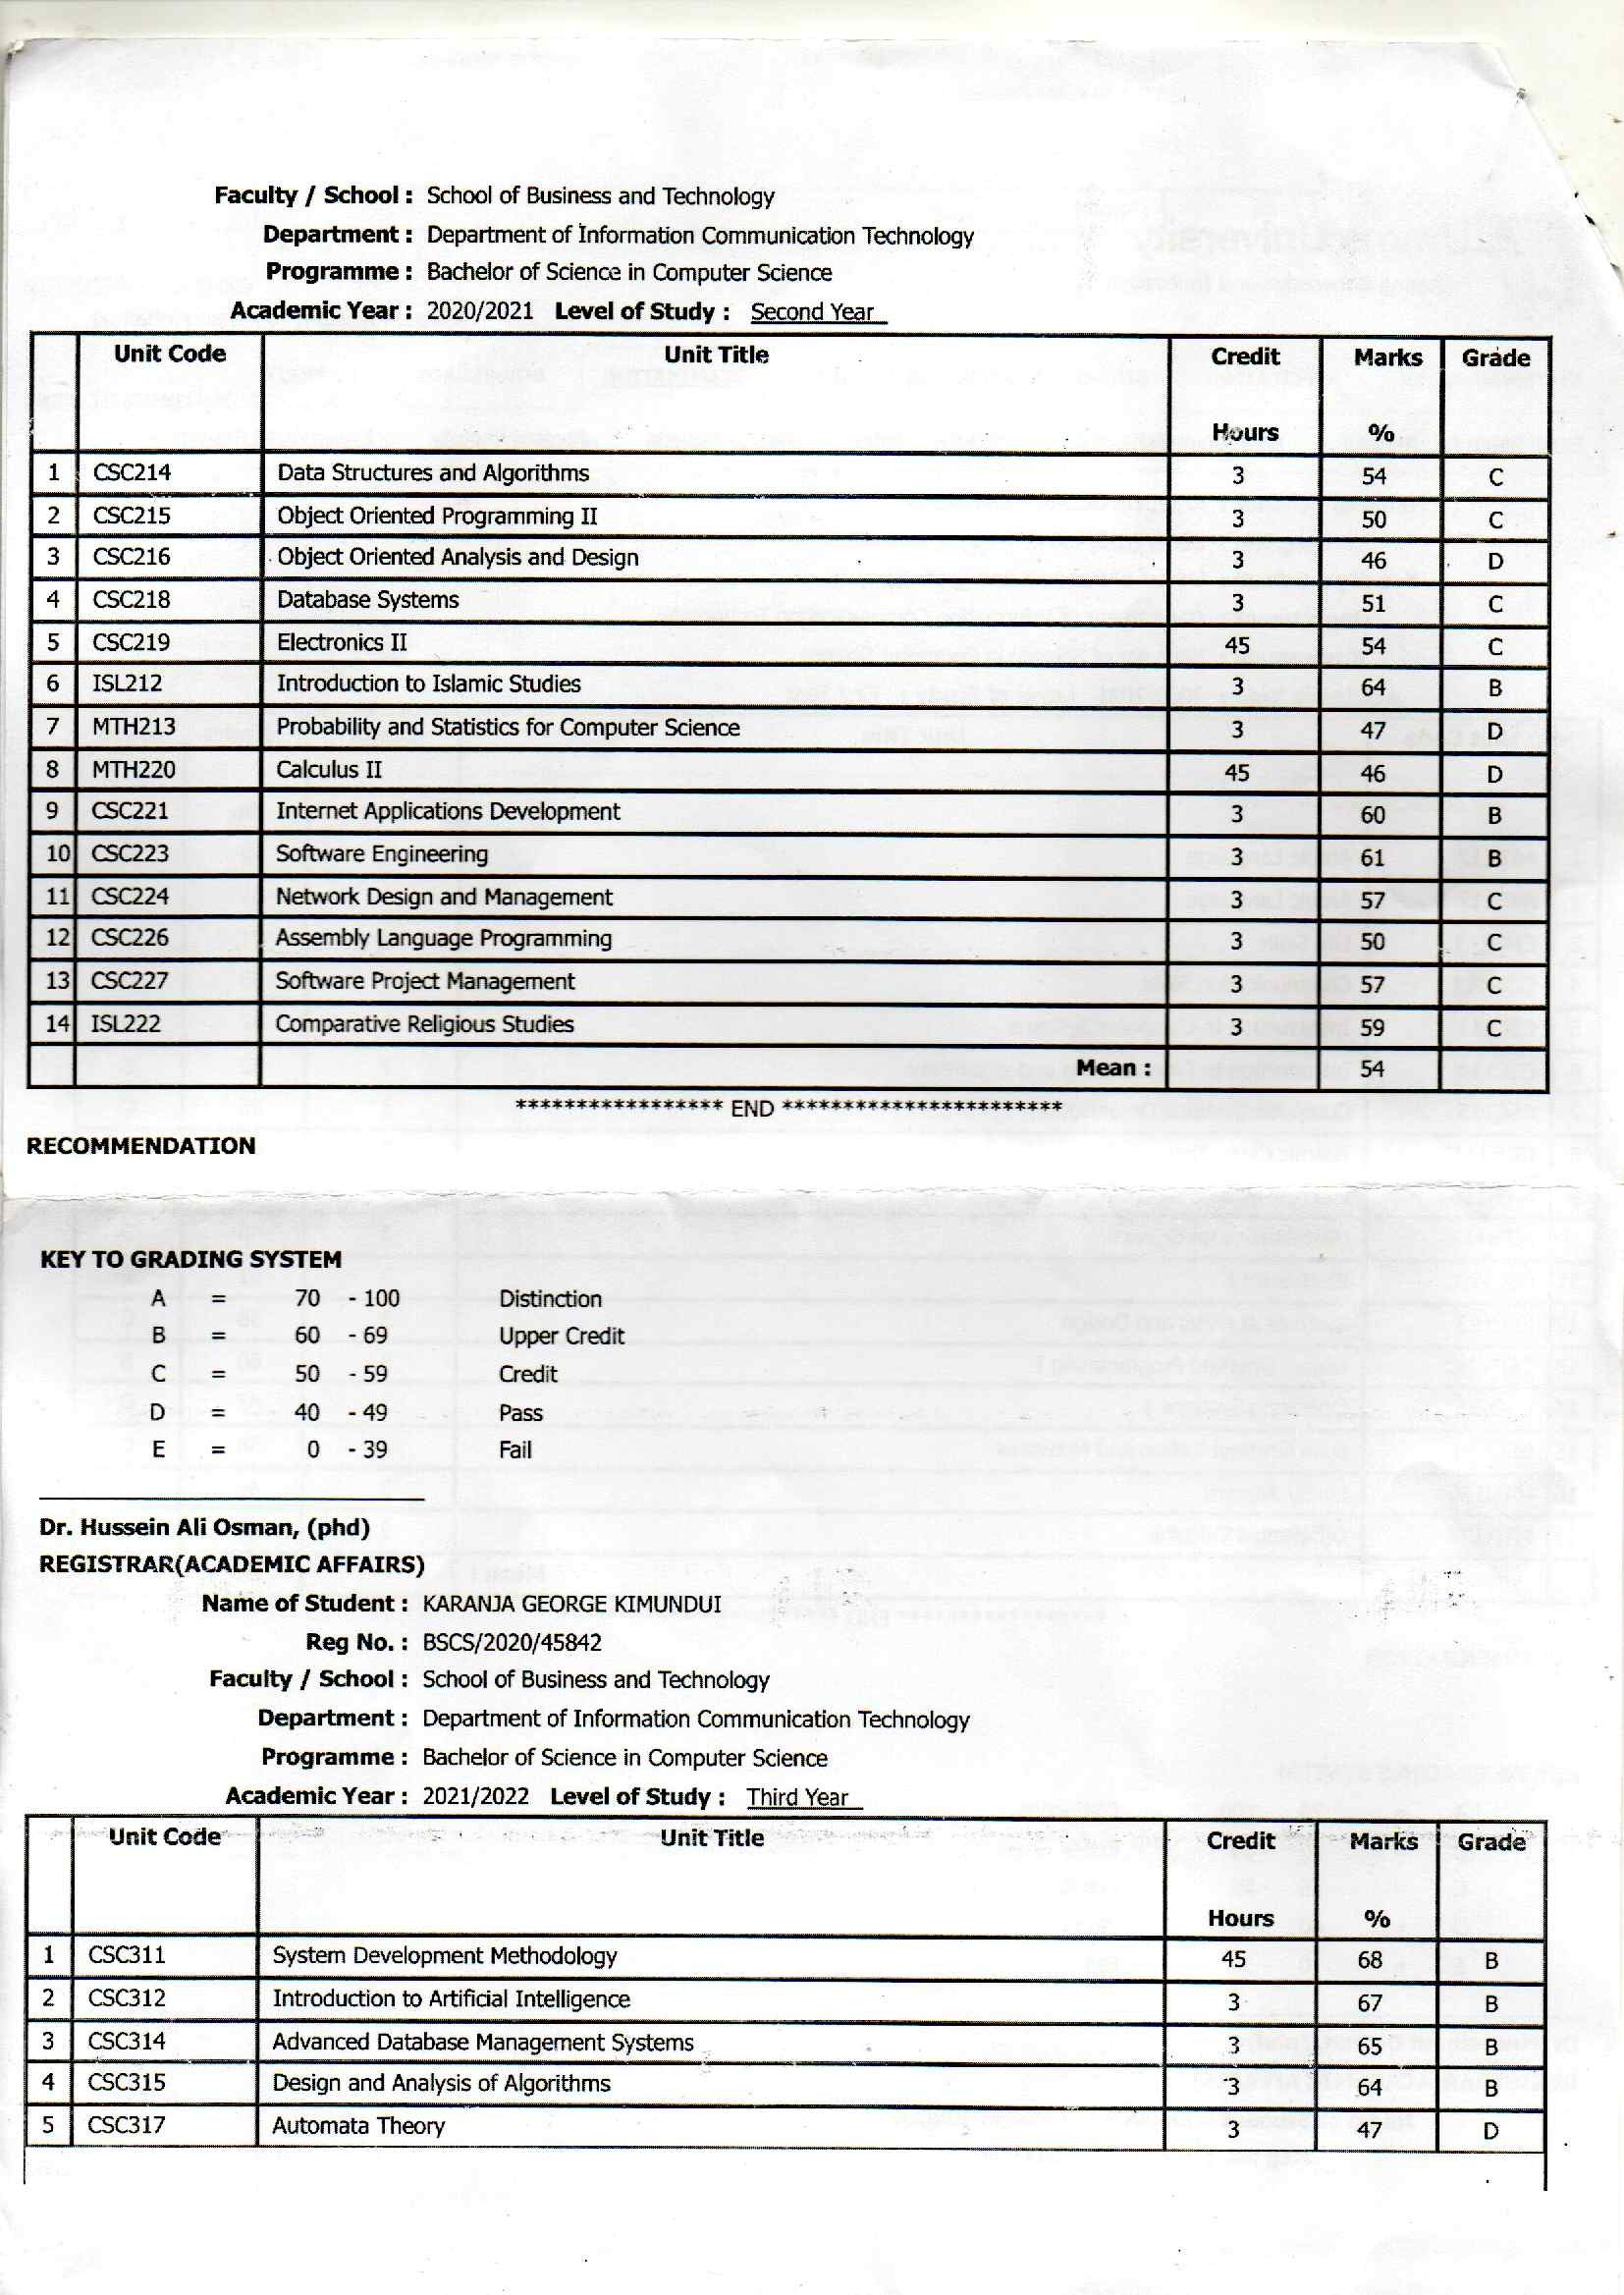 Faculty / School : School of Business and Technology
Department : Department of Information Communication Technology
Programme : Bachelor of Science in Computer Science
Academic Year : 2020/2021 Level of Study : Second Year
Unit Code Unit Title Credit Hours Marks % Grade
1 CSC214 Data Structures and Algorithms 3 54 C
2 CSC215 Object Oriented Programming II 3 50 C
3 CSC216 Object Oriented Analysis and Design 3 46 D
4 CSC218 Database Systems 3 51 C
5 CSC219 Electronics II 45 54 C
6 ISL212 Introduction to Islamic Studies 3 64 B
7 MTH213 Probability and Statistics for Computer Science 3 47 D
8 MTH220 Calculus II 45 46 D
9 CSC221 Internet Applications Development 3 60 B
10 CSC223 Software Engineering 3 61 B
11 CSC224 Network Design and Management 3 57 C
12 CSC226 Assembly Language Programming 3 50 C
13 CSC227 Software Project Management 3 57 C
14 ISL222 Comparative Religious Studies 3 59 C
Mean : 54
***************** END ***********************
RECOMMENDATION
KEY TO GRADING SYSTEM
A = 70 - 100 Distinction
B = 60 - 69 Upper Credit
C = 50 - 59 Credit
D = 40 - 49 Pass
E = 0 - 39 Fail
Dr. Hussein Ali Osman, (phd)
REGISTRAR(ACADEMIC AFFAIRS)
Name of Student : KARANJA GEORGE KIMUNDUI
Reg No. : BSCS/2020/45842
Faculty / School : School of Business and Technology
Department : Department of Information Communication Technology
Programme : Bachelor of Science in Computer Science
Academic Year : 2021/2022 Level of Study : Third Year
Unit Code Unit Title Credit Hours Marks % Grade
1 CSC311 System Development Methodology 45 68 B
2 CSC312 Introduction to Artificial Intelligence 3 67 B
3 CSC314 Advanced Database Management Systems 3 65 B
4 CSC315 Design and Analysis of Algorithms 3 64 B
5 CSC317 Automata Theory 3 47 D